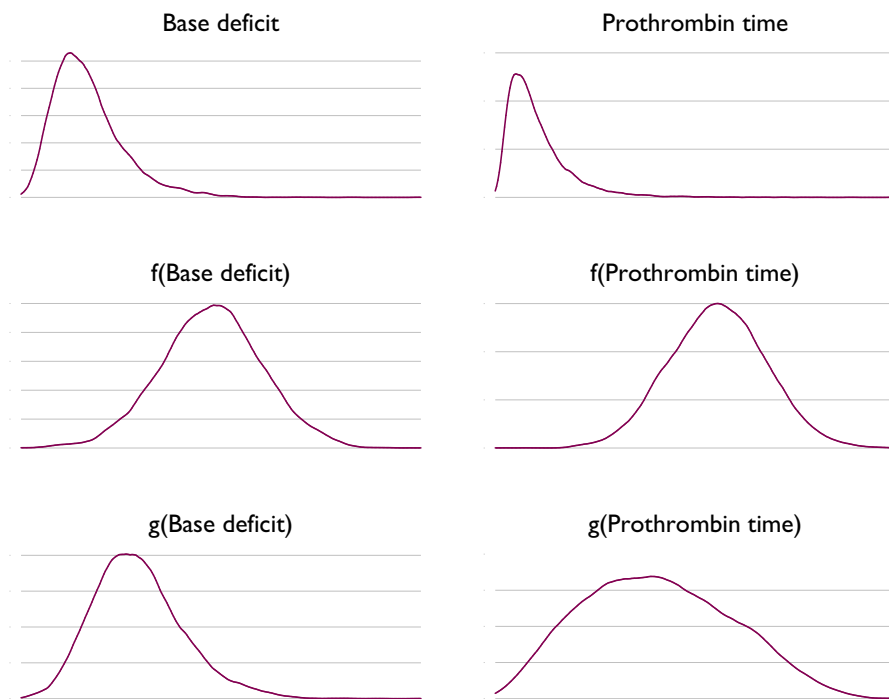 Base deficit
Prothrombin time
f(Base deficit)
f(Prothrombin time)
g(Base deficit)
g(Prothrombin time)